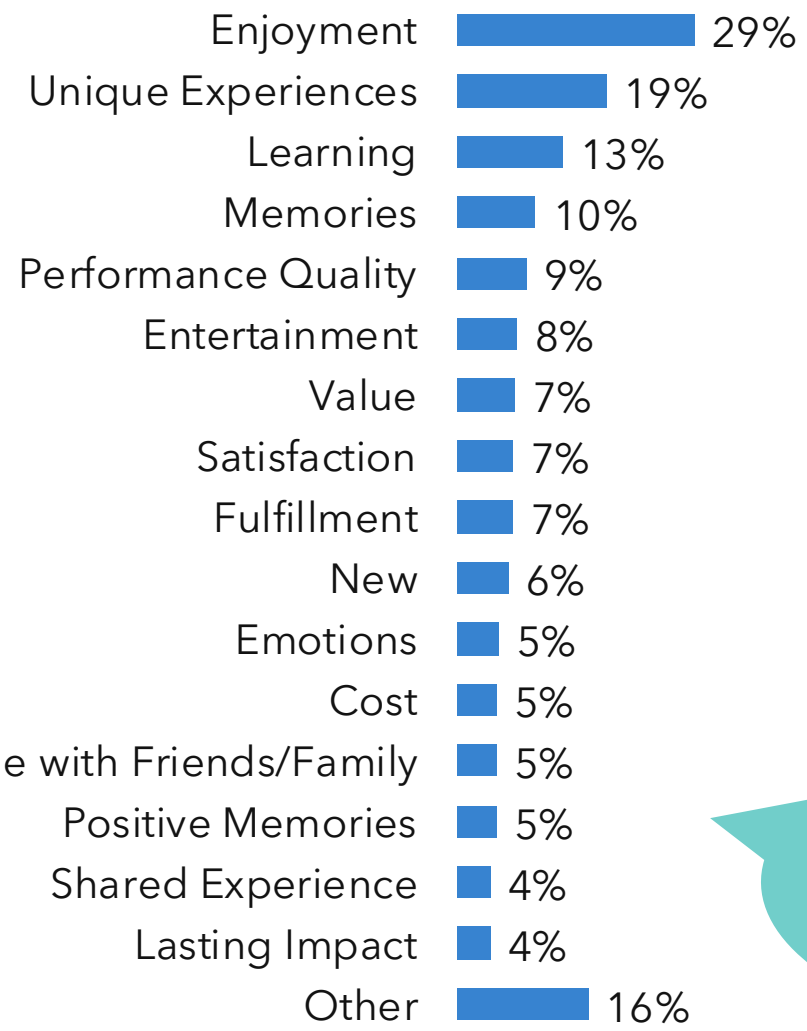 Enjoyment 29%
Unique Experiences 19%
Learning 13%
Memories 10%
Performance Quality 9%
Entertainment 8%
Value 7%
Satisfaction 7%
Fulfillment 7%
New 6%
Emotions 5%
Cost 5%
e with Friends/Family 5%
Positive Memories 5%
Shared Experience 4%
Lasting Impact 4%
Other 16%